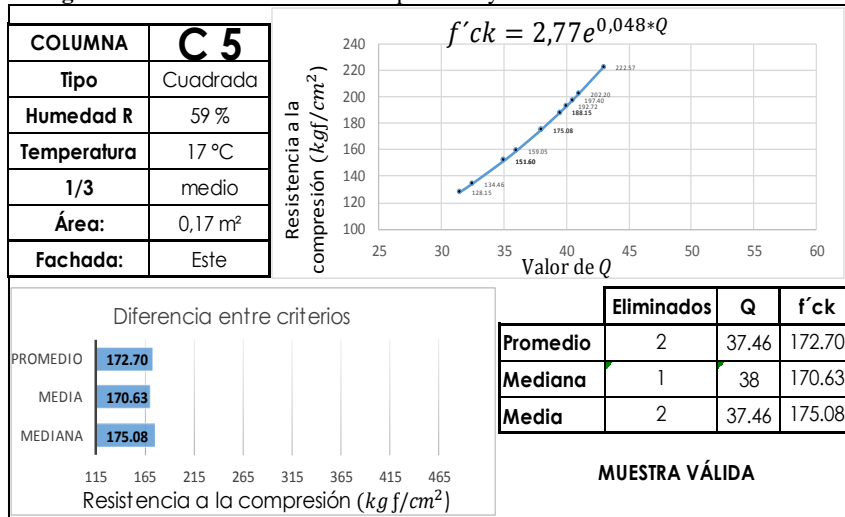 COLUMNA C 5
Tipo Cuadrada
Humedad R 59 %
Temperatura 17 °C
1/3 medio
Área: 0,17 m²
Fachada: Este
f´ck = 2,77e^0,048*Q
Resistencia a la
compresión (kgf/cm²)
240
220
200
180
160
140
120
100
222.57
202.20
197.40
192.72
188.15
175.08
159.05
151.60
134.46
128.15
25 30 35 40 45 50 55 60
Valor de Q
Diferencia entre criterios
PROMEDIO 172.70
MEDIA 170.63
MEDIANA 175.08
115 165 215 265 315 365 415 465
Resistencia a la compresión (kg f/cm²)
Eliminados Q f´ck
Promedio 2 37.46 172.70
Mediana 1 38 170.63
Media 2 37.46 175.08
MUESTRA VÁLIDA